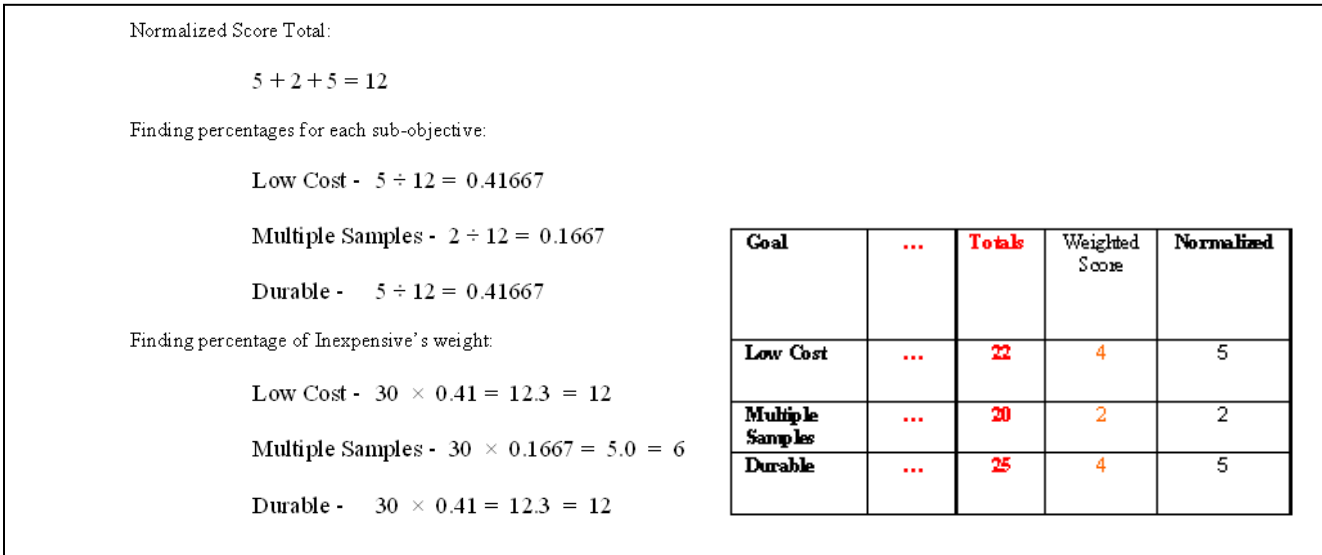 Normalized Score Total:
5 + 2 + 5 = 12
Finding percentages for each sub-objective:
Low Cost - 5 ÷ 12 = 0.41667
Multiple Samples - 2 ÷ 12 = 0.1667
Durable - 5 ÷ 12 = 0.41667
Finding percentage of Inexpensive's weight:
Low Cost - 30 × 0.41 = 12.3 = 12
Multiple Samples - 30 × 0.1667 = 5.0 = 6
Durable - 30 × 0.41 = 12.3 = 12
Goal ... Totals Weighted Normalized
Score
Low Cost ... 22 4 5
Multiple ... 20 2 2
Samples
Durable ... 25 4 5